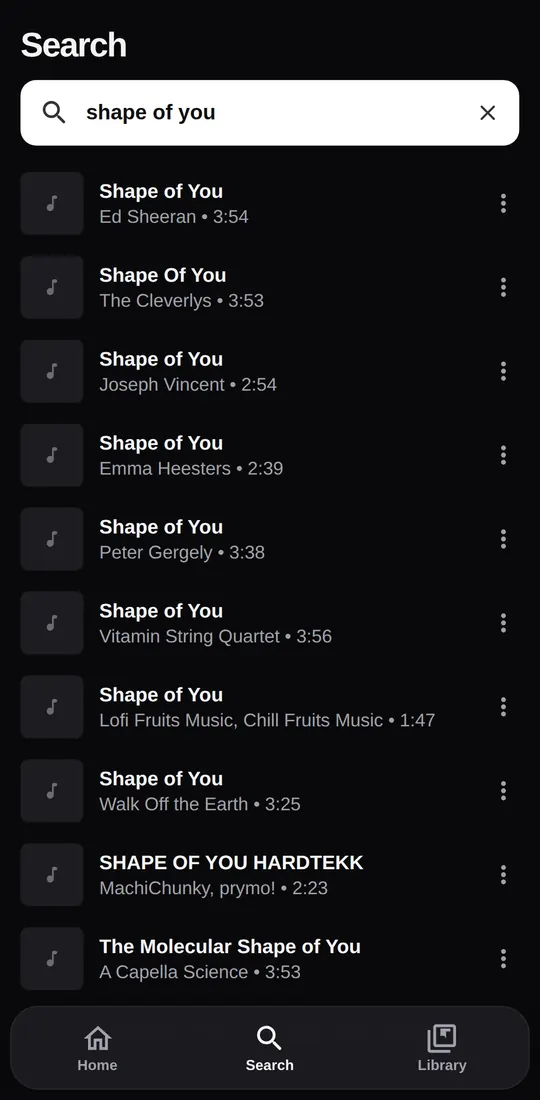 Search
shape of you
Shape of You
Ed Sheeran • 3:54
Shape Of You
The Cleverlys • 3:53
Shape of You
Joseph Vincent • 2:54
Shape of You
Emma Heesters • 2:39
Shape of You
Peter Gergely • 3:38
Shape of You
Vitamin String Quartet • 3:56
Shape of You
Lofi Fruits Music, Chill Fruits Music • 1:47
Shape of You
Walk Off the Earth • 3:25
SHAPE OF YOU HARDTEKK
MachiChunky, prymo! • 2:23
The Molecular Shape of You
A Capella Science • 3:53
Home
Search
Library